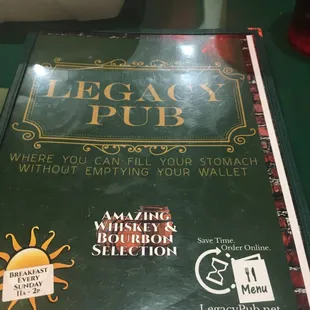 LEGACY
PUB
WHERE YOU CAN FILL YOUR STOMACH
WITHOUT EMPTYING YOUR WALLET
AMAZING
WHISKEY &
BOURBON
SELECTION
Save Time.
Order Online.
Menu
LegacyPub.net
BREAKFAST
EVERY
SUNDAY
11A - 2P